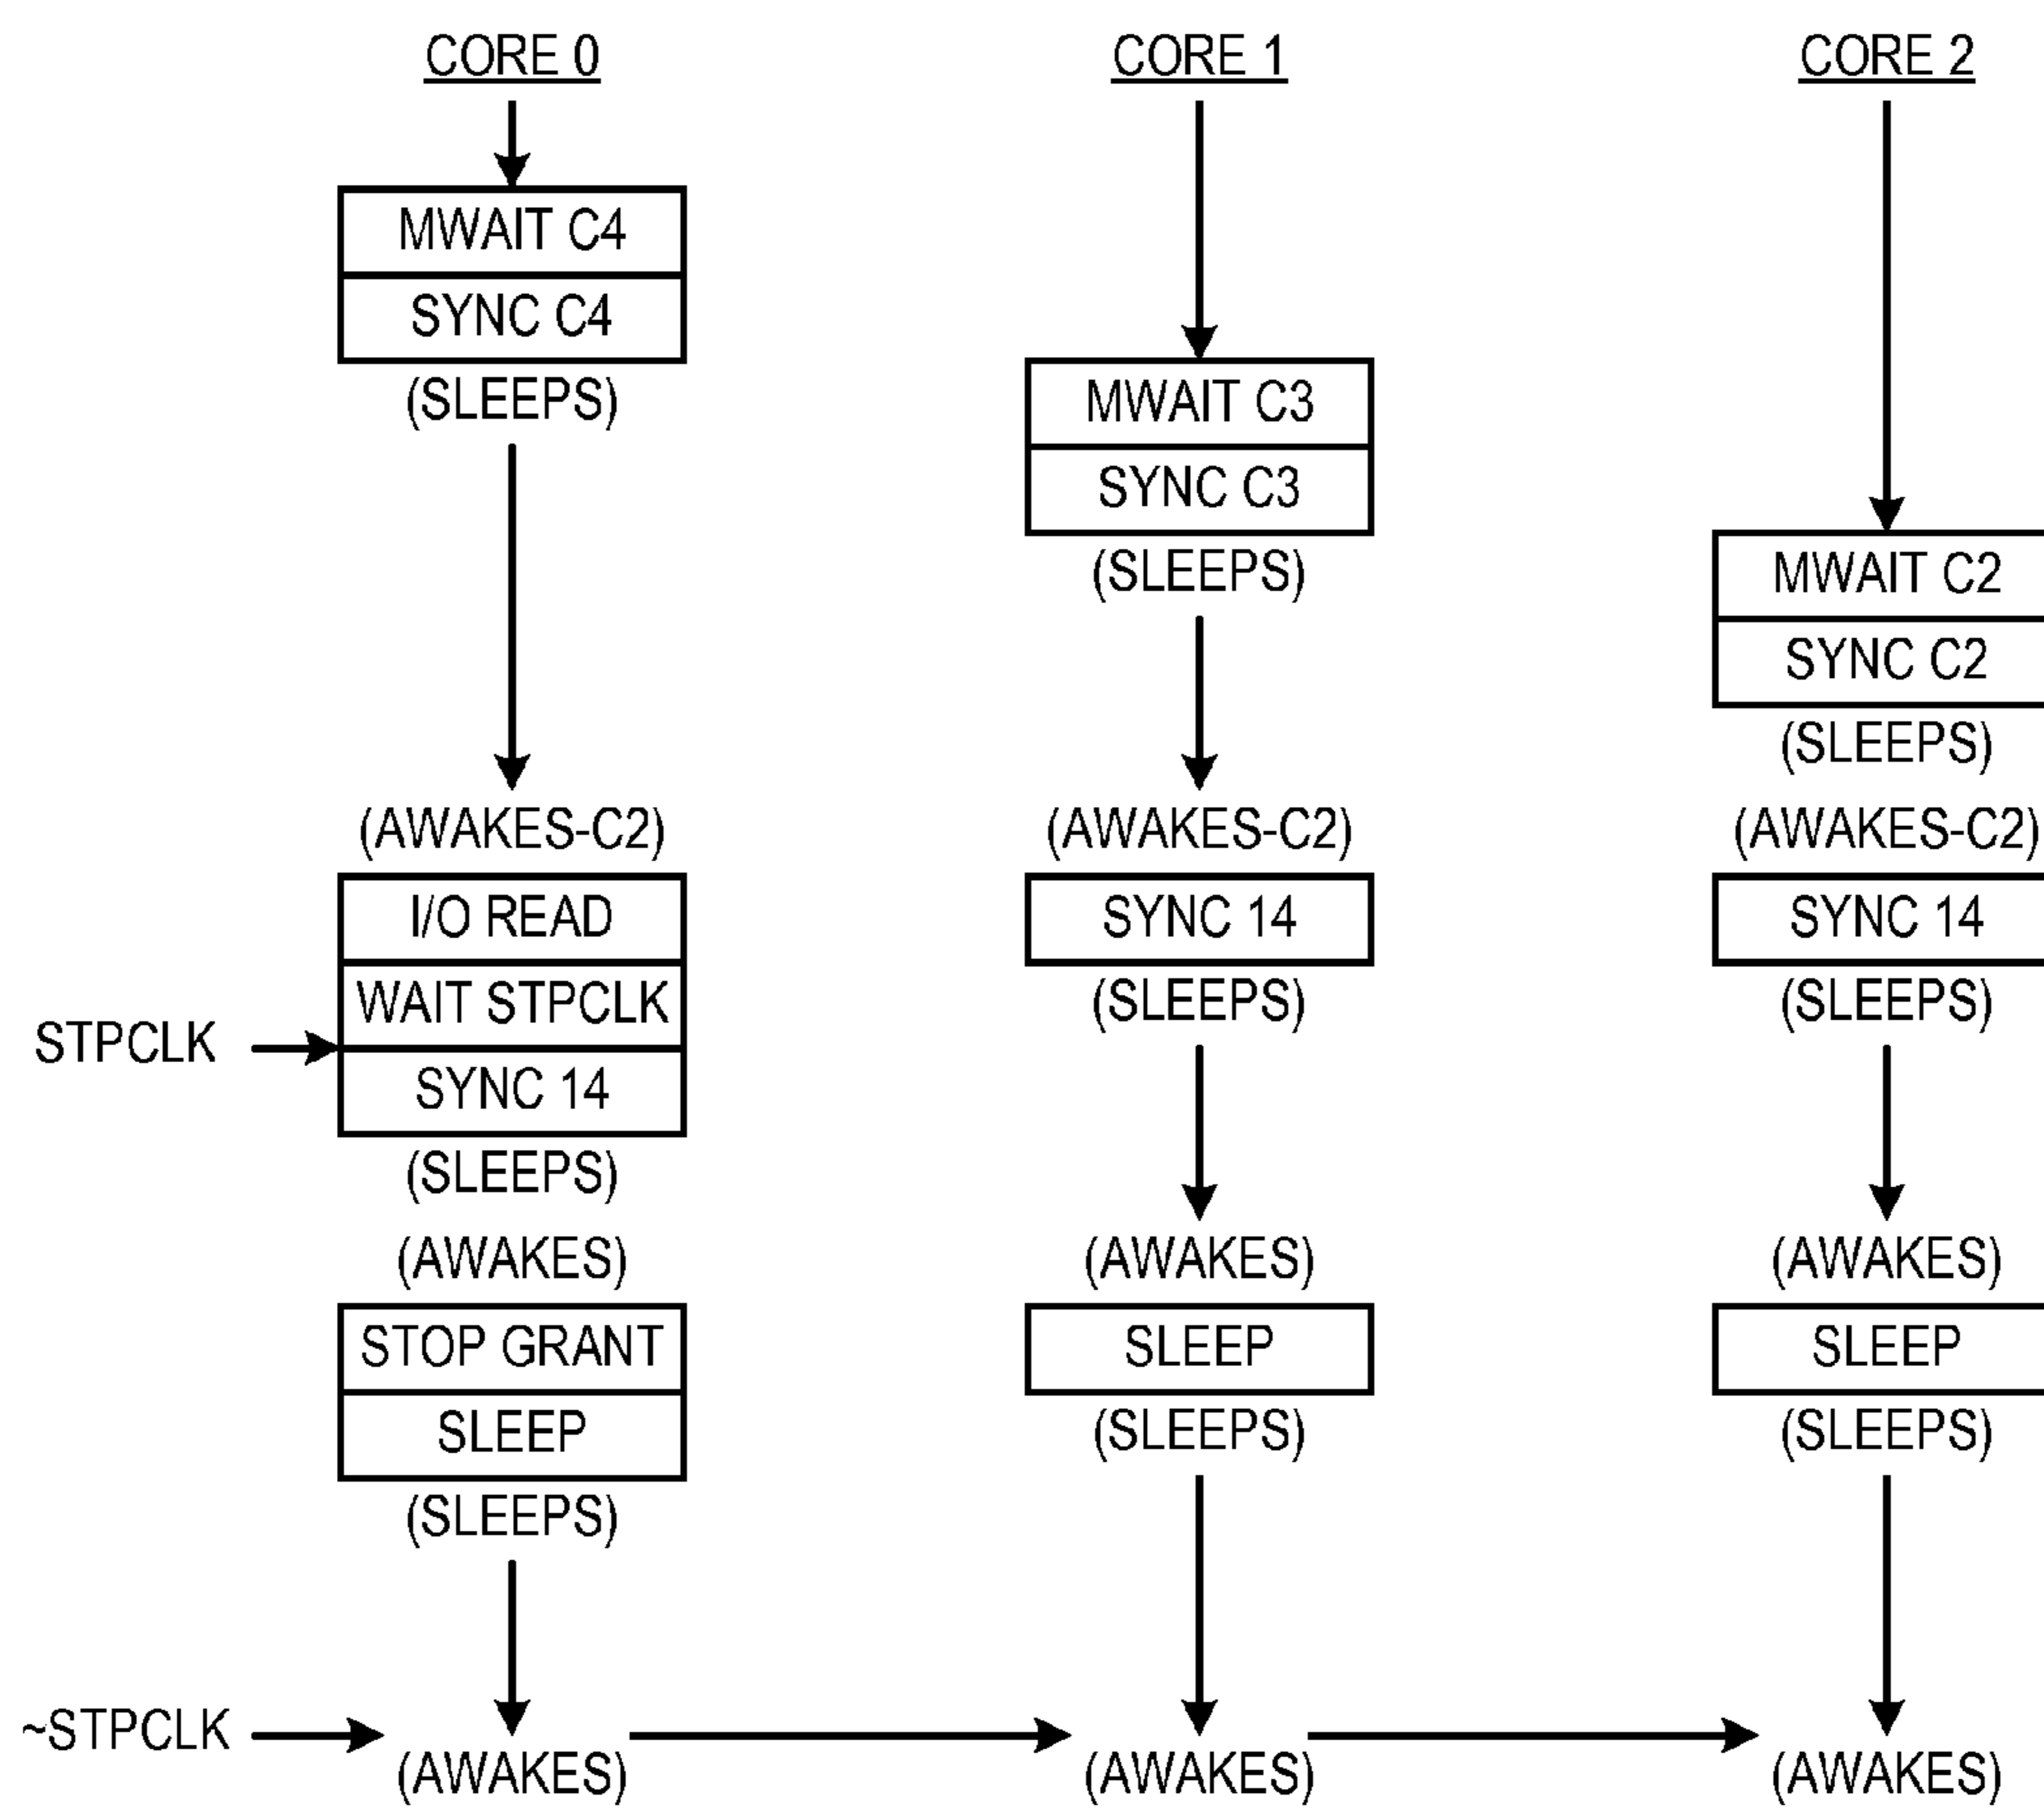 CORE 0
CORE 1
CORE 2
MWAIT C4
SYNC C4
(SLEEPS)
MWAIT C3
SYNC C3
(SLEEPS)
MWAIT C2
SYNC C2
(SLEEPS)
(AWAKES-C2)
(AWAKES-C2)
(AWAKES-C2)
I/O READ
SYNC 14
SYNC 14
WAIT STPCLK
(SLEEPS)
(SLEEPS)
STPCLK
SYNC 14
(SLEEPS)
(AWAKES)
(AWAKES)
(AWAKES)
STOP GRANT
SLEEP
SLEEP
SLEEP
(SLEEPS)
(SLEEPS)
(SLEEPS)
~STPCLK
(AWAKES)
(AWAKES)
(AWAKES)